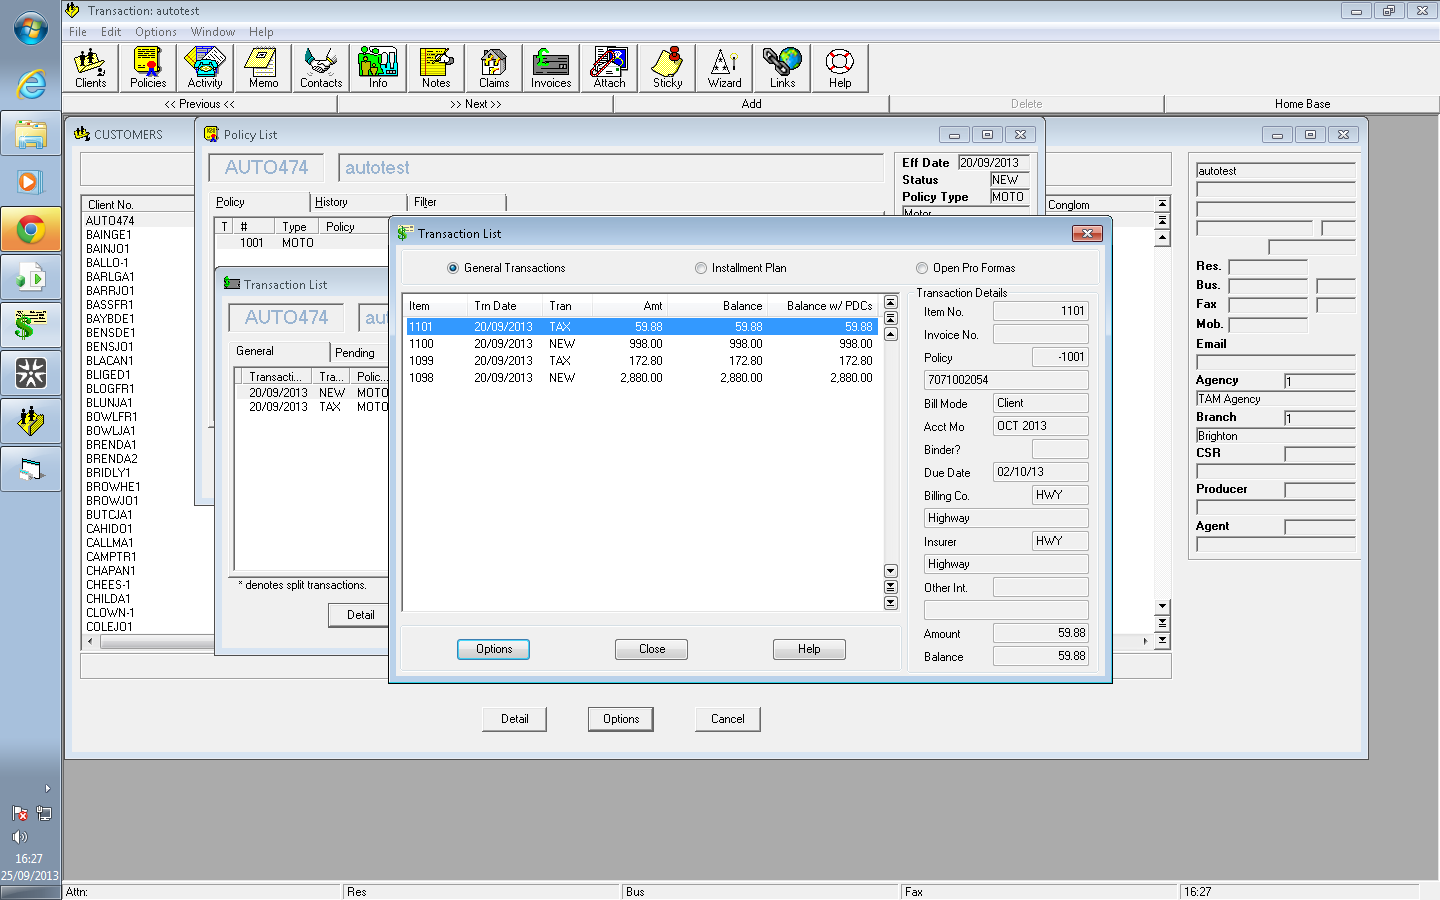 Transaction: autotest
File Edit Options Window Help
Clients Policies Activity Memo Contacts Info Notes Claims Invoices Attach Sticky Wizard Links Help
<< Previous << >> Next >> Add Delete Home Base
CUSTOMERS
Client No.
AUTO474
BAINGE1
BAINJO1
BALLO-1
BARLGA1
BARRJO1
BASSFR1
BAYBDE1
BENSDE1
BENSJO1
BLACAN1
BLIGED1
BLOGFR1
BLUNJA1
BOWLFR1
BOWLJA1
BRENDA1
BRENDA2
BRIDLY1
BROWHE1
BROWJO1
BUTCJA1
CAHIDO1
CALLMA1
CAMPTR1
CHAPAN1
CHEES-1
CHILDA1
CLOWN-1
COLEJO1
Conglom
Policy List
AUTO474 autotest
Eff Date 20/09/2013
Status NEW
Policy Type MOTO
Motor
Policy History Filter
T # Type Policy
1001 MOTO
Transaction List
AUTO474 au
General Pending
Transacti... Tra... Polic...
20/09/2013 NEW MOTO
20/09/2013 TAX MOTO
* denotes split transactions.
Detail
Transaction List
General Transactions Installment Plan Open Pro Formas
Item Trn Date Tran Amt Balance Balance w/ PDCs
1101 20/09/2013 TAX 59.88 59.88 59.88
1100 20/09/2013 NEW 998.00 998.00 998.00
1099 20/09/2013 TAX 172.80 172.80 172.80
1098 20/09/2013 NEW 2,880.00 2,880.00 2,880.00
Options Close Help
Transaction Details
Item No. 1101
Invoice No.
Policy -1001
7071002054
Bill Mode Client
Acct Mo OCT 2013
Binder?
Due Date 02/10/13
Billing Co. HWY
Highway
Insurer HWY
Highway
Other Int.
Amount 59.88
Balance 59.88
Detail Options Cancel
autotest
Res.
Bus.
Fax
Mob.
Email
Agency 1
TAM Agency
Branch 1
Brighton
CSR
Producer
Agent
16:27
25/09/2013
Attn: Res Bus Fax 16:27